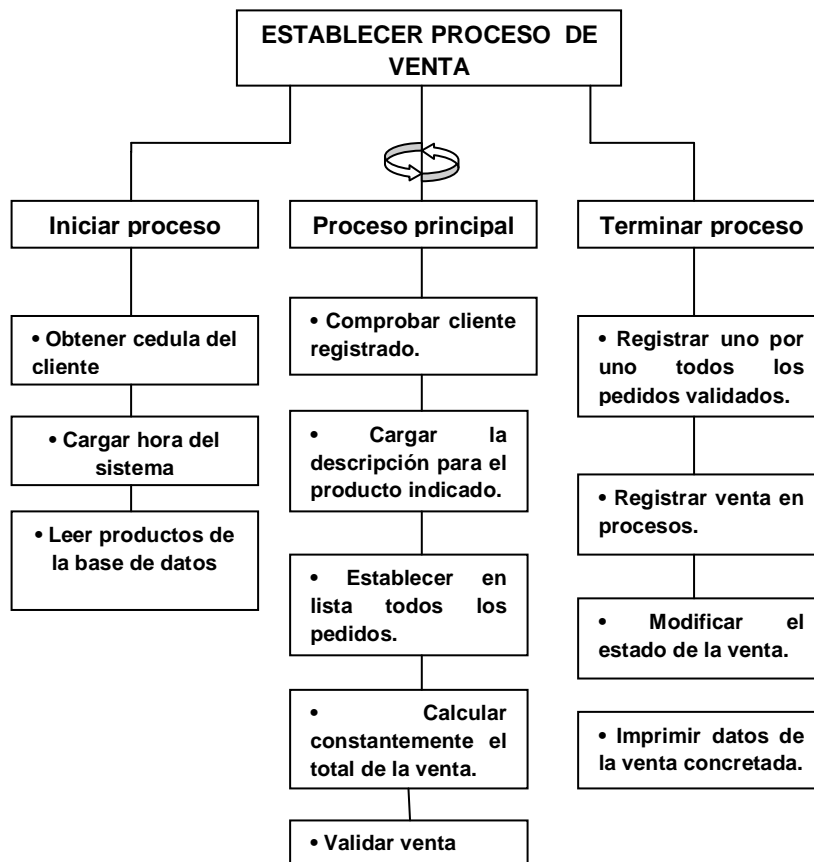 ESTABLECER PROCESO DE
VENTA
Iniciar proceso
Proceso principal
Terminar proceso
• Obtener cedula del
cliente
• Cargar hora del
sistema
• Leer productos de
la base de datos
• Comprobar cliente
registrado.
• Cargar la
descripción para el
producto indicado.
• Establecer en
lista todos los
pedidos.
• Calcular
constantemente el
total de la venta.
• Validar venta
• Registrar uno por
uno todos los
pedidos validados.
• Registrar venta en
procesos.
• Modificar el
estado de la venta.
• Imprimir datos de
la venta concretada.